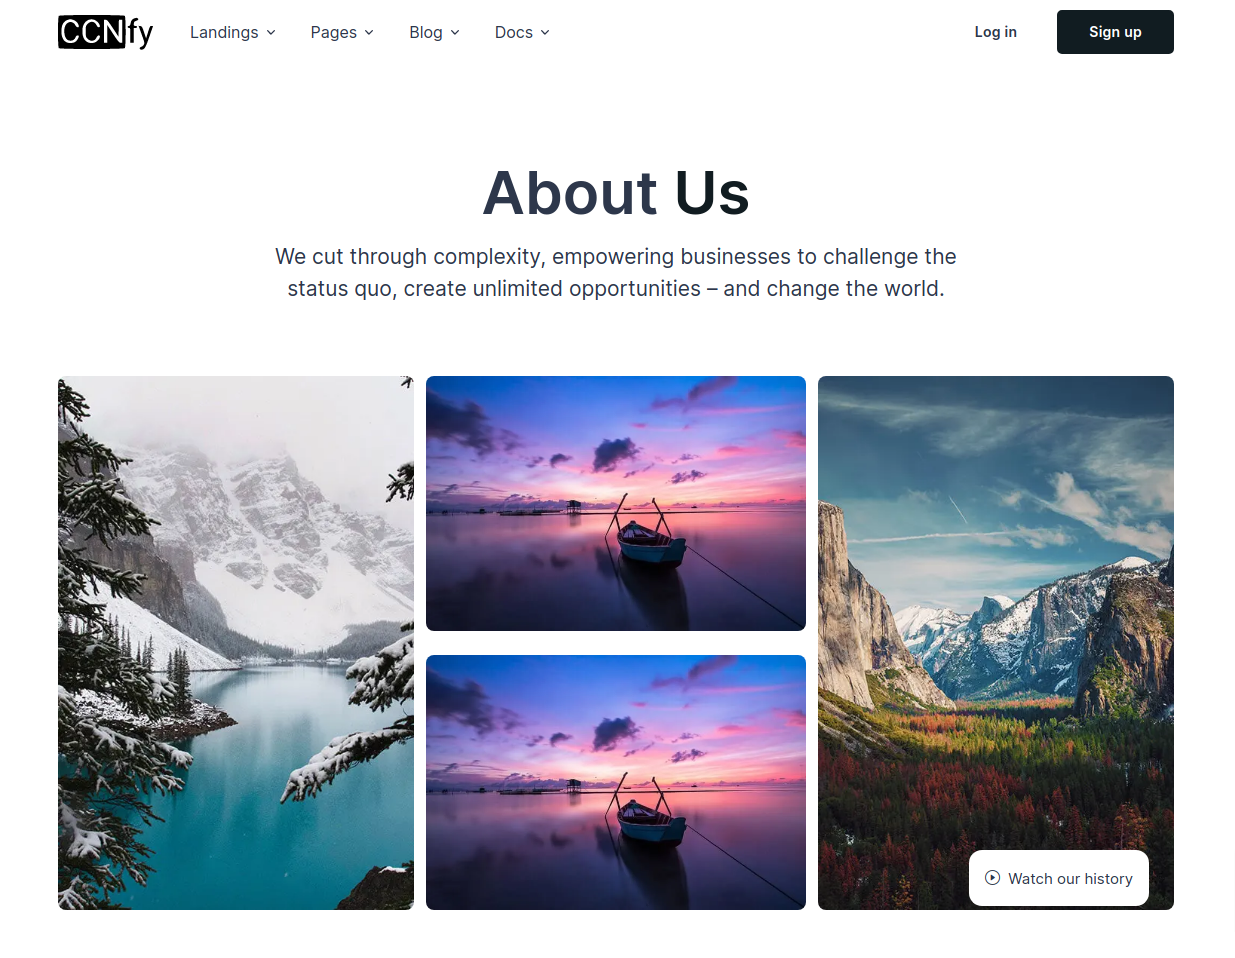 CCNfy
Landings
Pages
Blog
Docs
Log in
Sign up
About Us
We cut through complexity, empowering businesses to challenge the
status quo, create unlimited opportunities – and change the world.
Watch our history